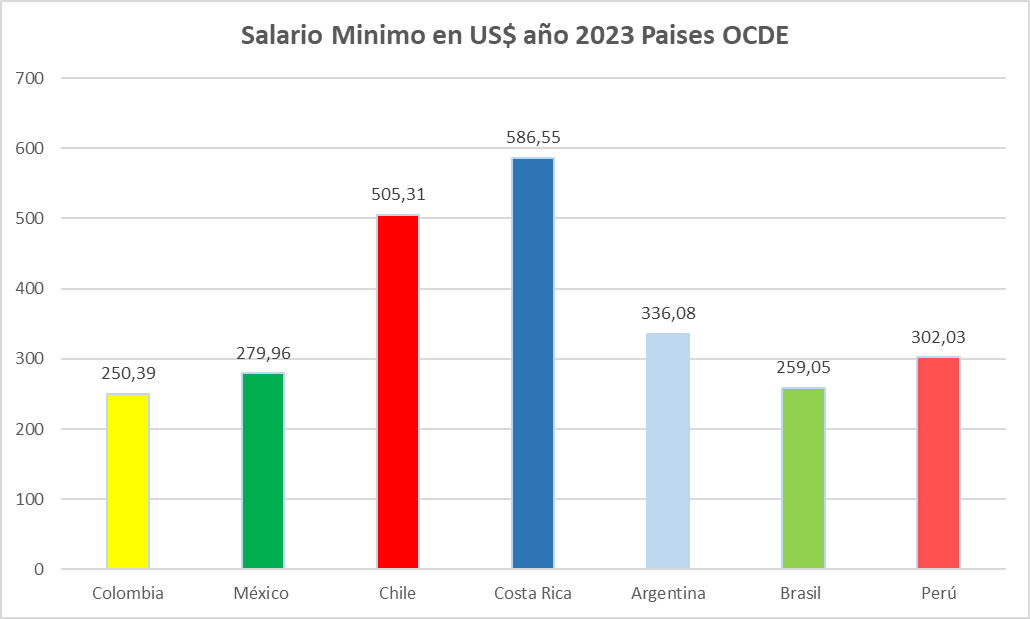 Salario Minimo en US$ año 2023 Paises OCDE
700
600
500
400
300
200
100
0
250,39
279,96
505,31
586,55
336,08
259,05
302,03
Colombia
México
Chile
Costa Rica
Argentina
Brasil
Perú